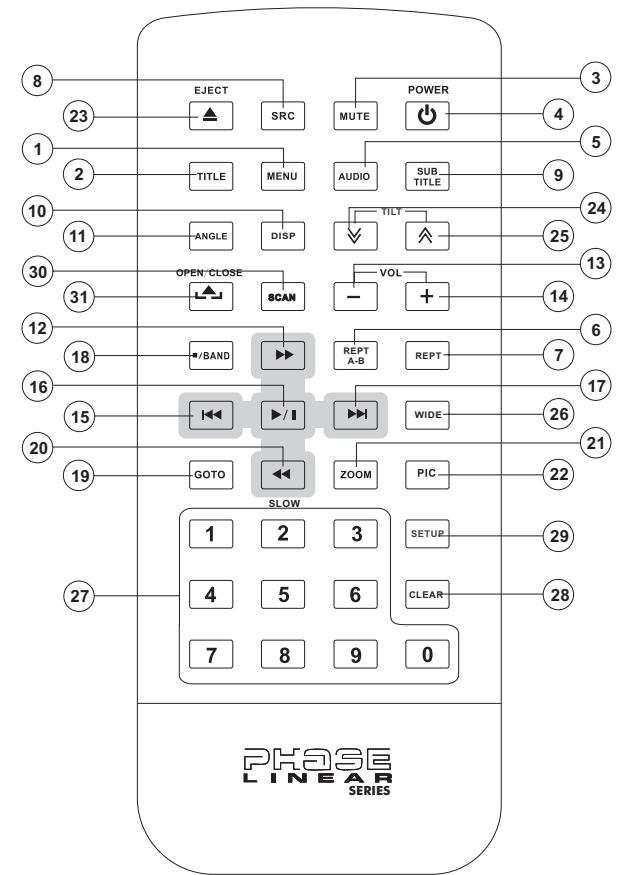 8
3
EJECT
POWER
23
SRC
MUTE
4
1
5
2
TITLE
MENU
AUDIO
SUB
TITLE
9
10
24
TILT
11
ANGLE
DISP
25
30
13
OPEN/CLOSE
VOL
31
SCAN
–
+
14
12
6
18
■/BAND
▶▶
REPT
A-B
REPT
7
16
17
15
|◀◀
▶/||
▶▶|
WIDE
26
20
21
19
GOTO
◀◀
ZOOM
PIC
22
SLOW
1
2
3
SETUP
29
27
4
5
6
CLEAR
28
7
8
9
0
PHASE
LINEAR
SERIES